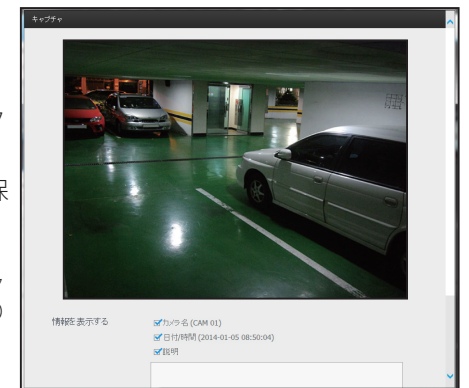 キャプチャ
保
情報を表示する
カメラ名 (CAM 01)
日付/時間 (2014-01-05 08:50:04)
説明